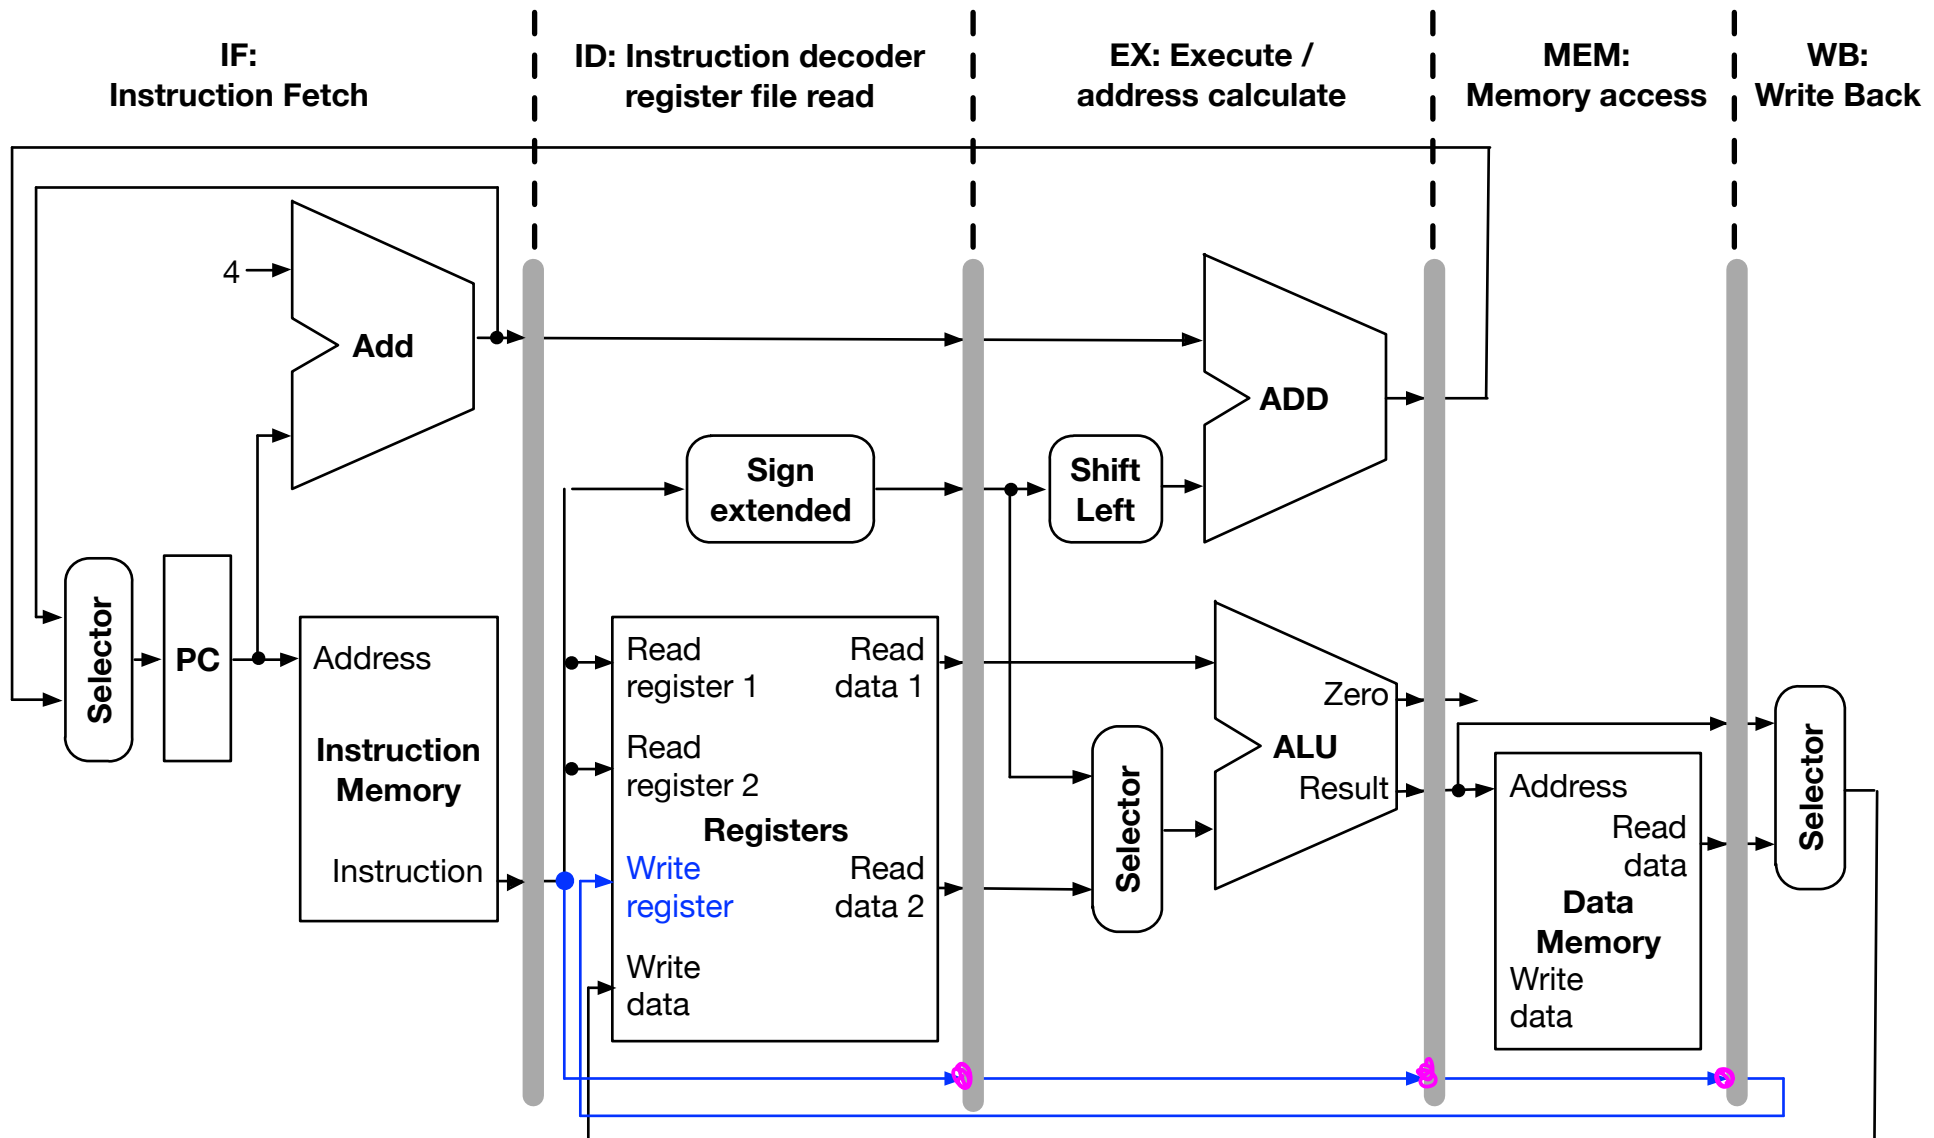 IF:
Instruction Fetch
ID: Instruction decoder
register file read
EX: Execute /
address calculate
MEM:
Memory access
WB:
Write Back
4
Add
ADD
Sign
extended
Shift
Left
Selector
PC
Address
Instruction
Memory
Instruction
Read
register 1
Read
data 1
Read
register 2
Registers
Write
register
Read
data 2
Write
data
Selector
Zero
ALU
Result
Address
Read
data
Data
Memory
Write
data
Selector